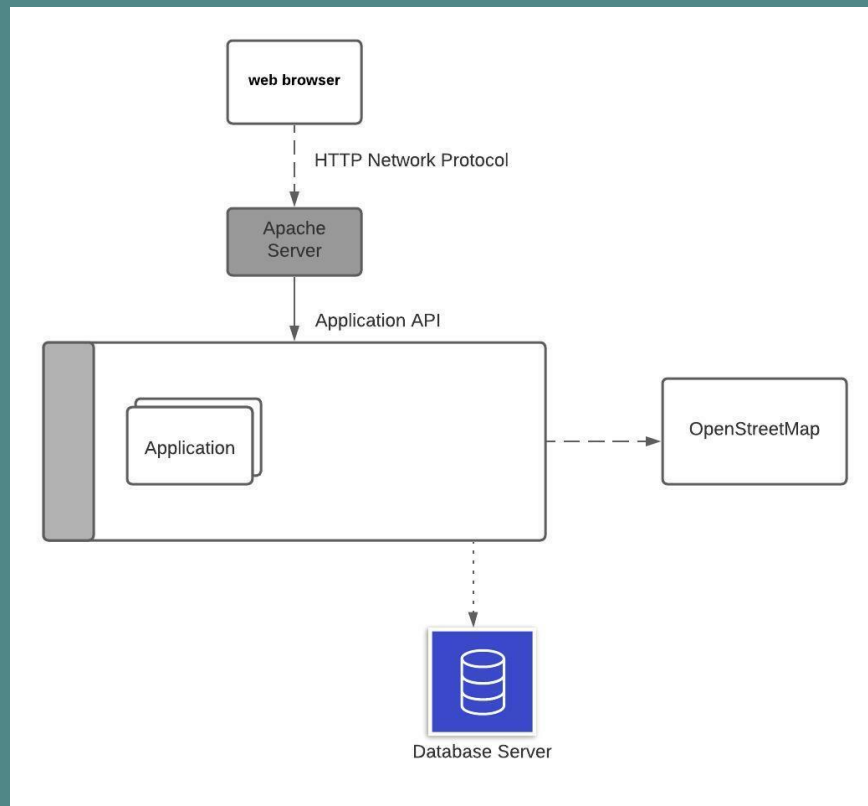 web browser
HTTP Network Protocol
Apache
Server
Application API
Application
OpenStreetMap
Database Server